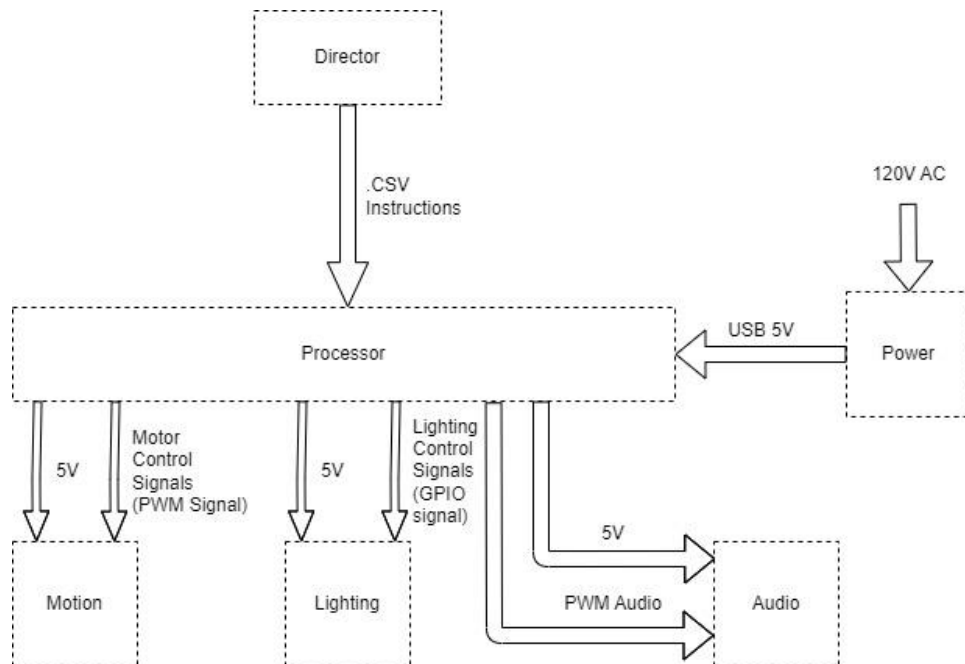 Director
.CSV
Instructions
120V AC
Processor
USB 5V
Power
5V
Motor
Control
Signals
(PWM Signal)
5V
Lighting
Control
Signals
(GPIO
signal)
5V
Motion
Lighting
PWM Audio
Audio